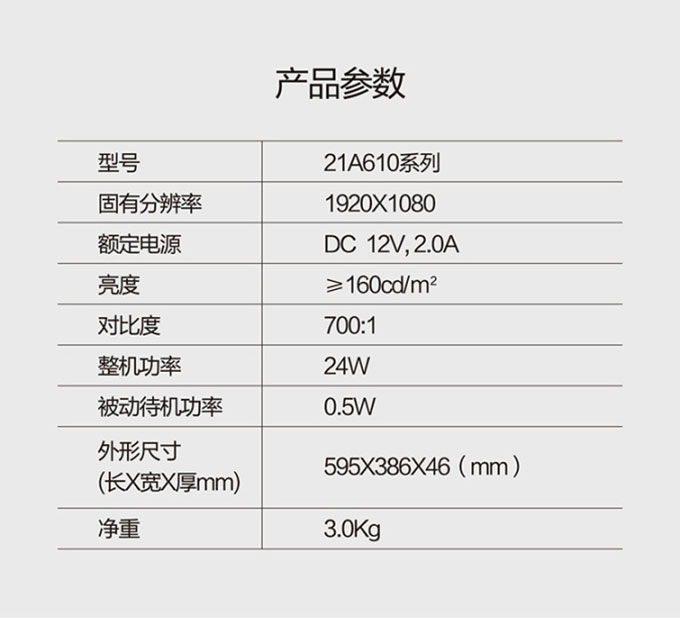 产品参数
型号 21A610系列
固有分辨率 1920X1080
额定电源 DC 12V, 2.0A
亮度 ≥160cd/m²
对比度 700:1
整机功率 24W
被动待机功率 0.5W
外形尺寸
(长X宽X厚mm) 595X386X46（mm）
净重 3.0Kg